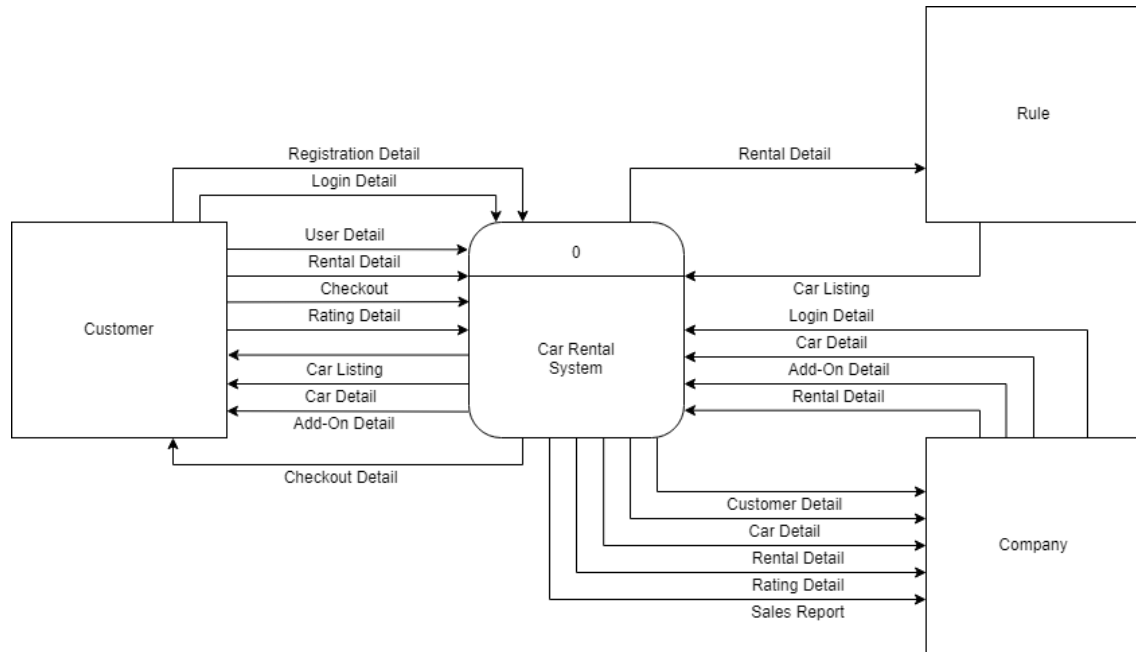 Rule
Registration Detail
Rental Detail
Login Detail
User Detail
0
Rental Detail
Checkout
Car Listing
Rating Detail
Login Detail
Customer
Car Rental
System
Car Detail
Car Listing
Add-On Detail
Car Detail
Rental Detail
Add-On Detail
Checkout Detail
Customer Detail
Car Detail
Company
Rental Detail
Rating Detail
Sales Report